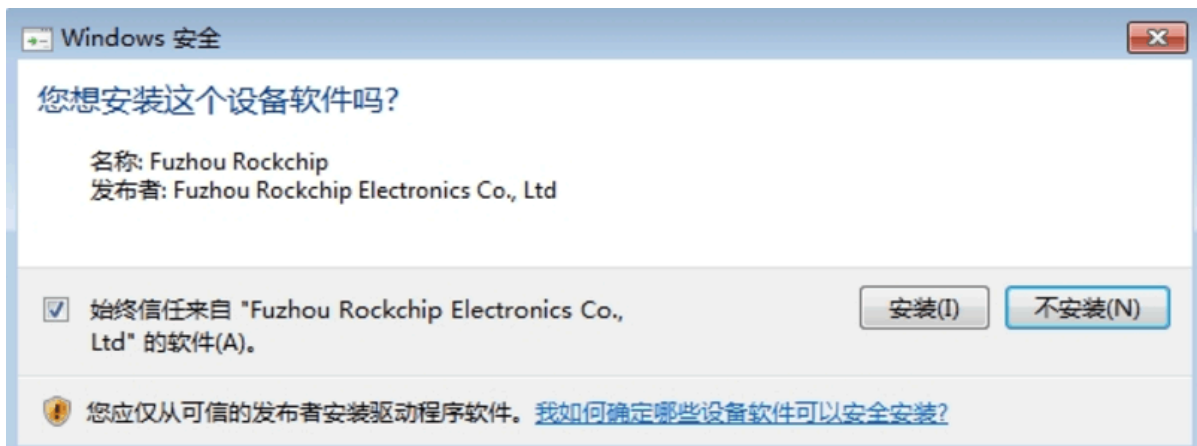 Windows 安全
您想安装这个设备软件吗?
名称: Fuzhou Rockchip
发布者: Fuzhou Rockchip Electronics Co., Ltd
始终信任来自 "Fuzhou Rockchip Electronics Co.,
Ltd" 的软件(A)。
安装(I)
不安装(N)
您应仅从可信的发布者安装驱动程序软件。我如何确定哪些设备软件可以安全安装?